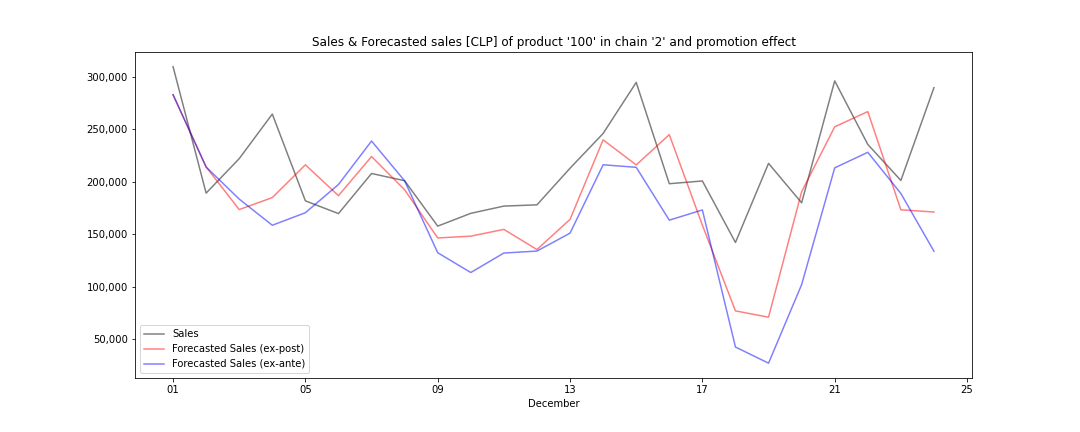 Sales & Forecasted sales [CLP] of product '100' in chain '2' and promotion effect
300,000
250,000
200,000
150,000
100,000
50,000
Sales
Forecasted Sales (ex-post)
Forecasted Sales (ex-ante)
01 05 09 13 17 21 25
December